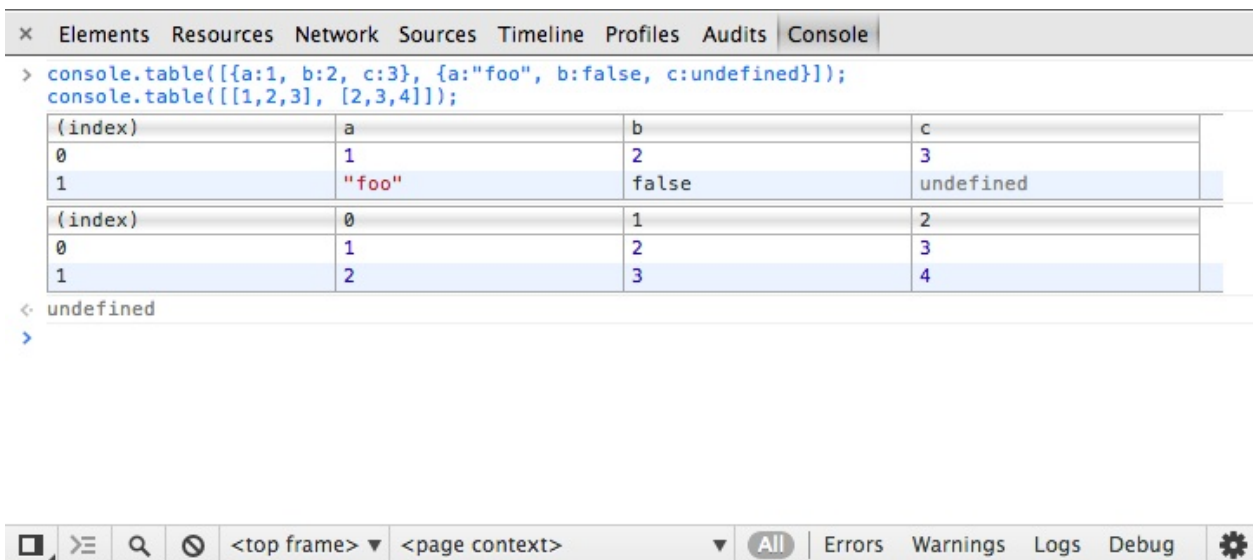 × Elements Resources Network Sources Timeline Profiles Audits Console
> console.table([{a:1, b:2, c:3}, {a:"foo", b:false, c:undefined}]);
console.table([[1,2,3], [2,3,4]]);
(index) a b c
0 1 2 3
1 "foo" false undefined
(index) 0 1 2
0 1 2 3
1 2 3 4
undefined
>
<top frame> ▼ <page context> ▼ All Errors Warnings Logs Debug